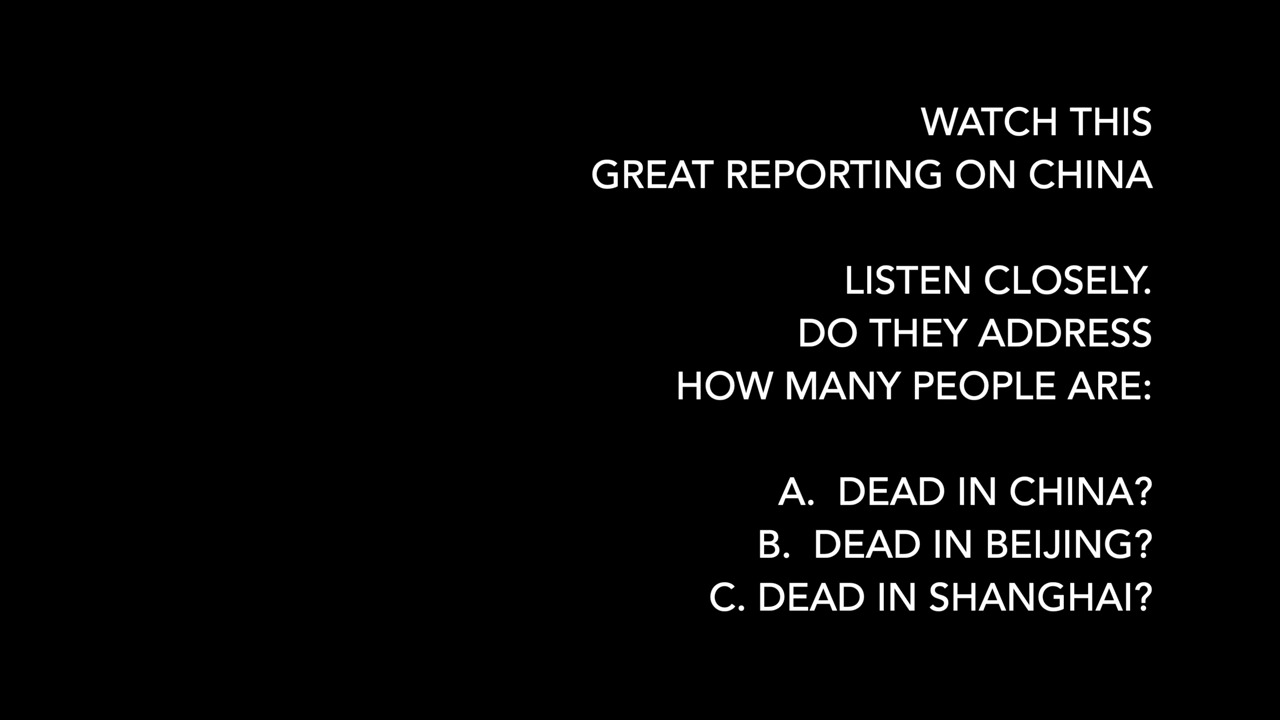 WATCH THIS
GREAT REPORTING ON CHINA
LISTEN CLOSELY.
DO THEY ADDRESS
HOW MANY PEOPLE ARE:
A. DEAD IN CHINA?
B. DEAD IN BEIJING?
C. DEAD IN SHANGHAI?